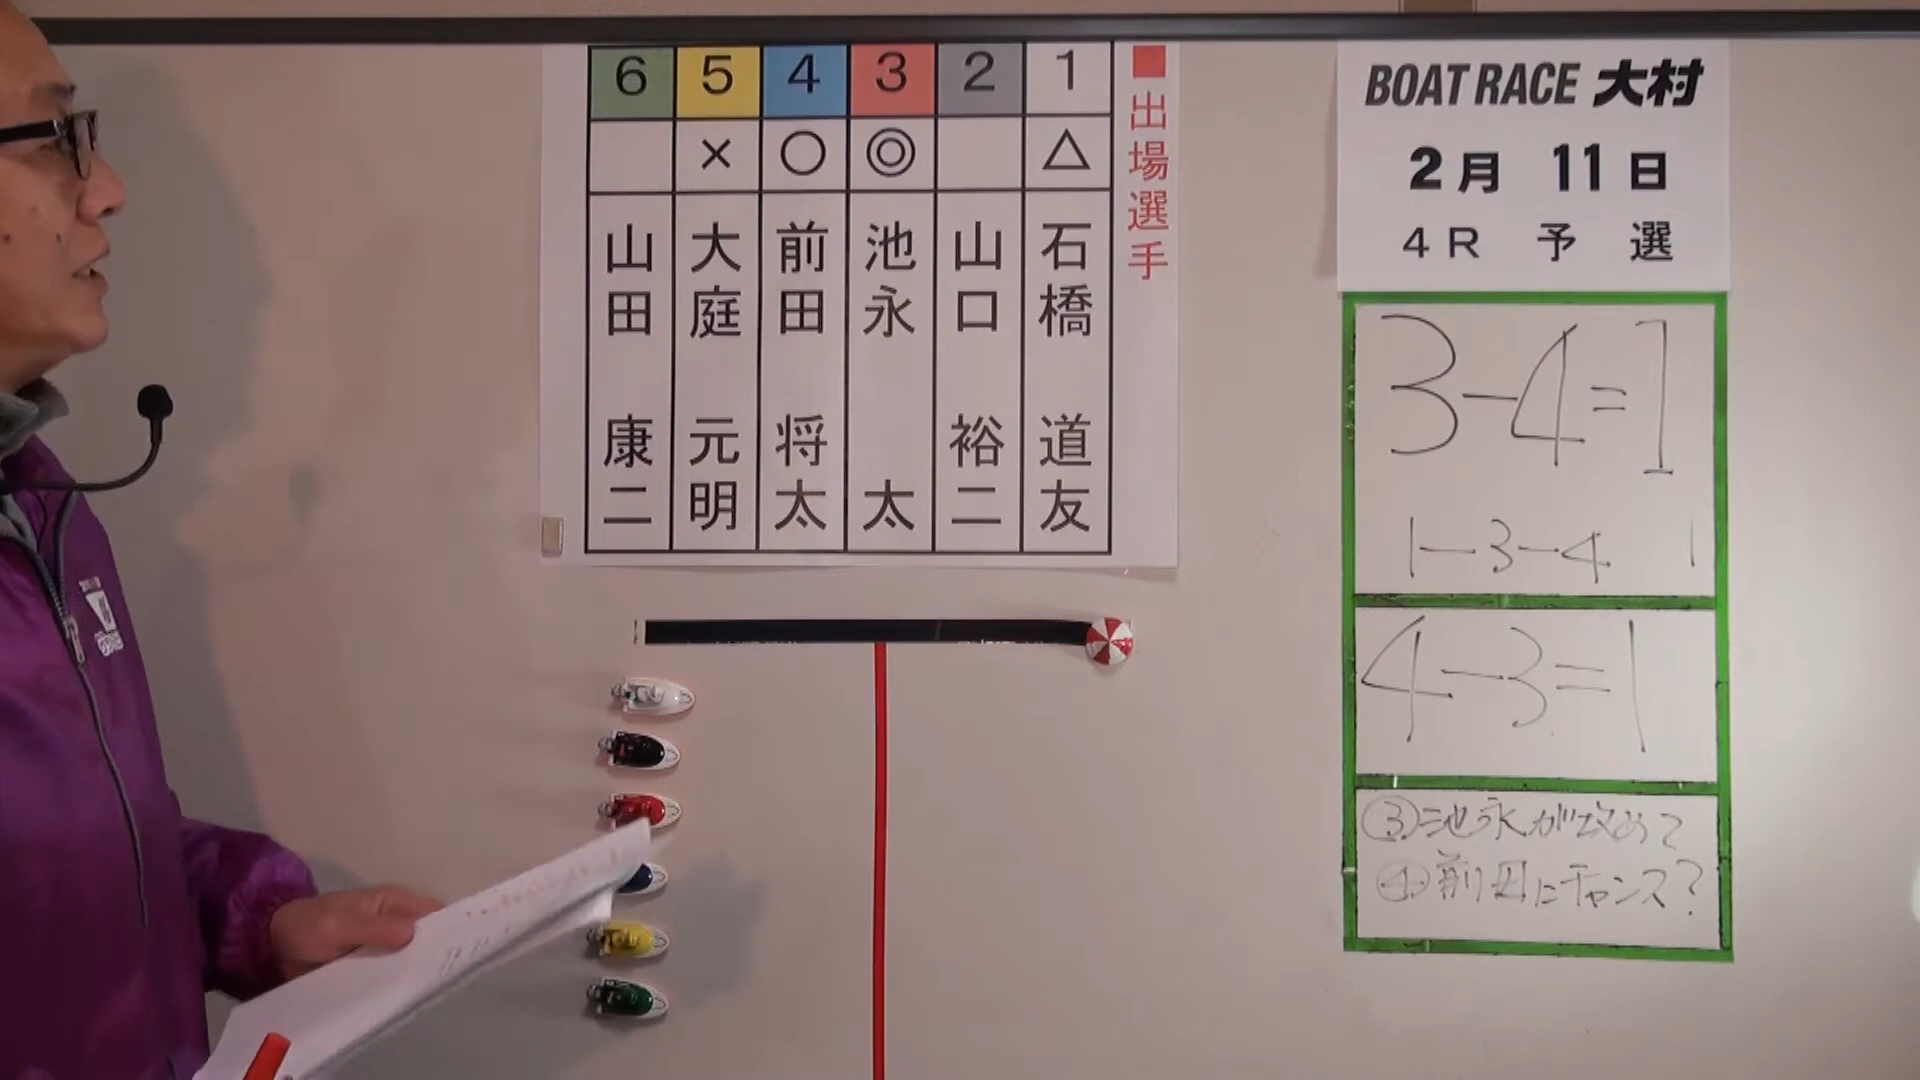 6 5 4 3 2 1
× ○ ◎ △
■出場選手
石橋 道友
山口 裕二
池永 太
前田 将太
大庭 元明
山田 康二
BOAT RACE 大村
2月 11日
4R 予 選
3-4=1
1-3-4 1
4-3=1
③池永が攻めて
④前田にチャンス?